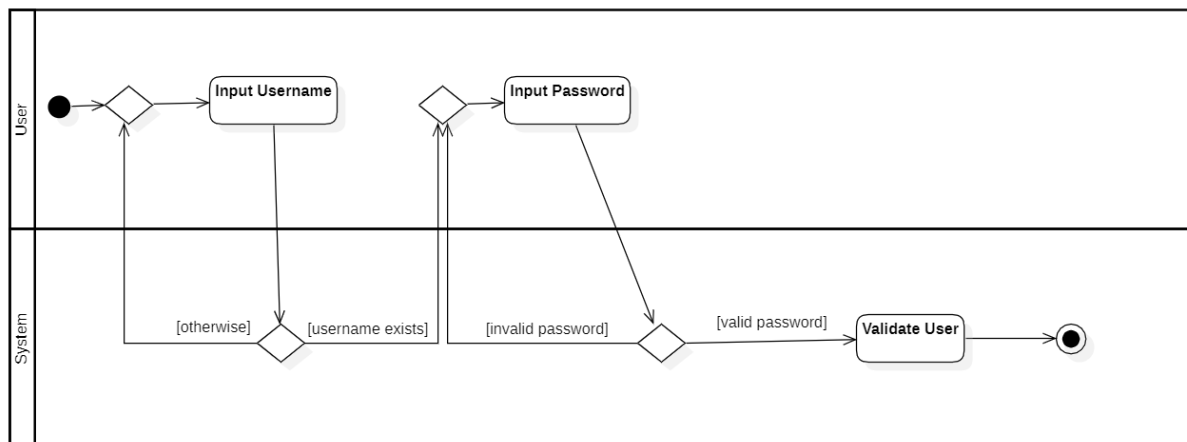 User
Input Username
Input Password
System
[otherwise]
[username exists]
[invalid password]
[valid password]
Validate User